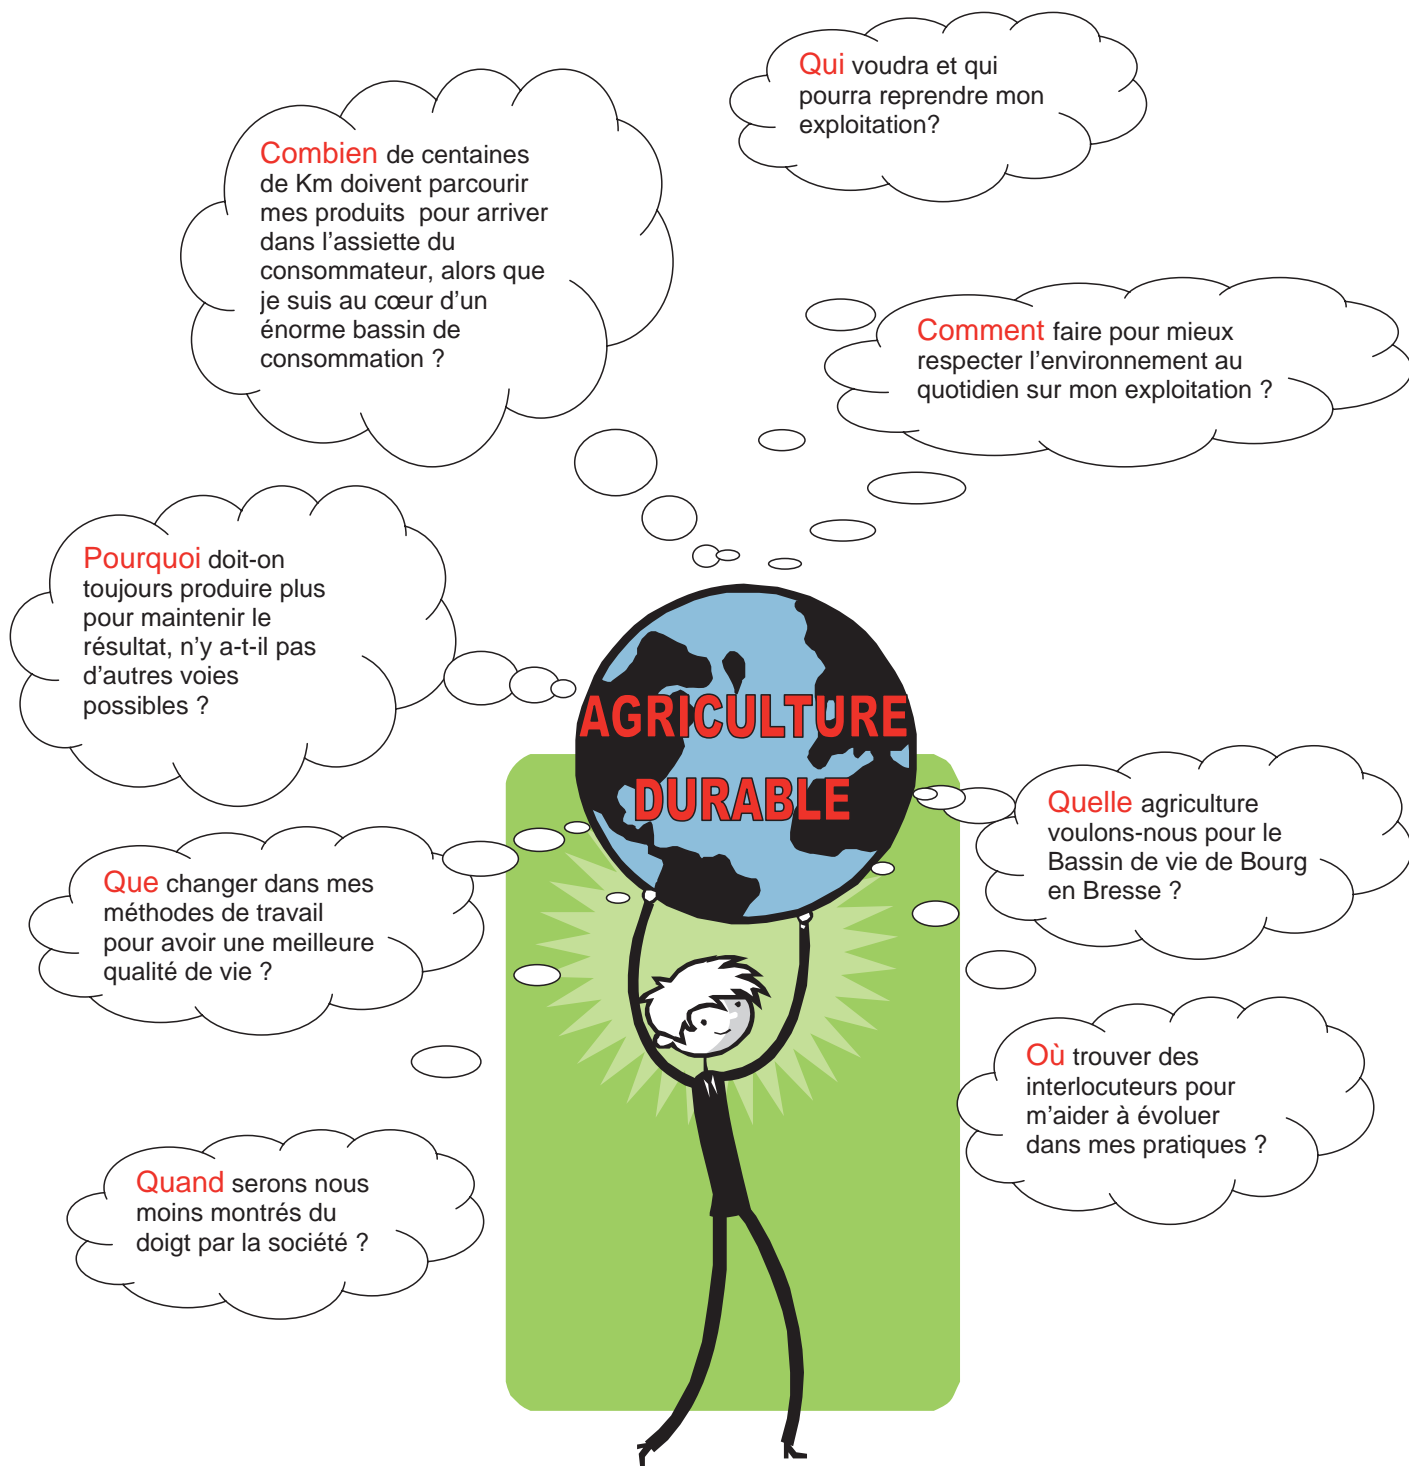 Qui voudra et qui
pourra reprendre mon
exploitation?
Combien de centaines
de Km doivent parcourir
mes produits  pour arriver
dans l’assiette du
consommateur, alors que
je suis au cœur d’un
énorme bassin de
consommation ?
Comment faire pour mieux
respecter l’environnement au
quotidien sur mon exploitation ?
Pourquoi doit-on
toujours produire plus
pour maintenir le
résultat, n’y a-t-il pas
d’autres voies
possibles ?
AGRICULTURE
DURABLE
Quelle agriculture
voulons-nous pour le
Bassin de vie de Bourg
en Bresse ?
Que changer dans mes
méthodes de travail
pour avoir une meilleure
qualité de vie ?
Où trouver des
interlocuteurs pour
m’aider à évoluer
dans mes pratiques ?
Quand serons nous
moins montrés du
doigt par la société ?